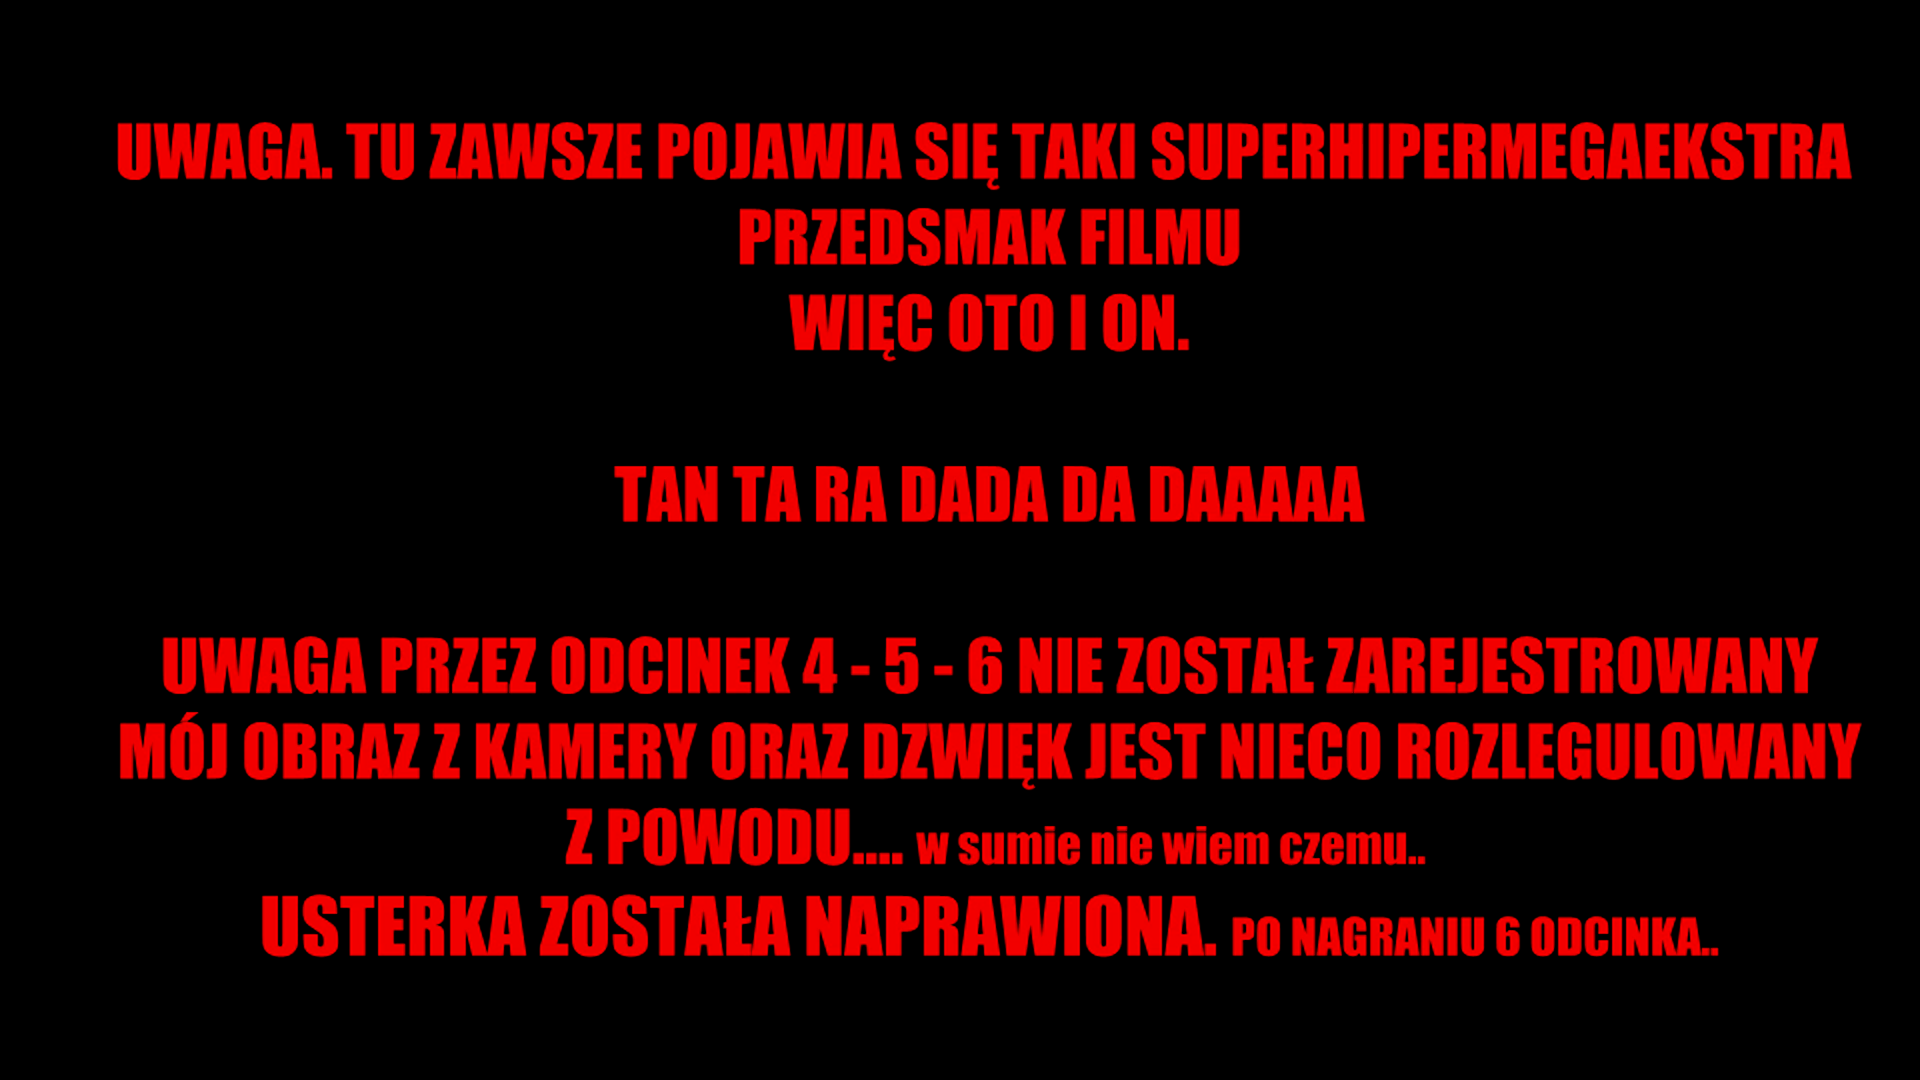 UWAGA. TU ZAWSZE POJAWIA SIĘ TAKI SUPERHIPERMEGAEKSTRA
PRZEDSMAK FILMU
WIĘC OTO I ON.
TAN TA RA DADA DA DAAAAA
UWAGA PRZEZ ODCINEK 4 - 5 - 6 NIE ZOSTAŁ ZAREJESTROWANY
MÓJ OBRAZ Z KAMERY ORAZ DZWIĘK JEST NIECO ROZLEGULOWANY
Z POWODU.... w sumie nie wiem czemu..
USTERKA ZOSTAŁA NAPRAWIONA. PO NAGRANIU 6 ODCINKA..